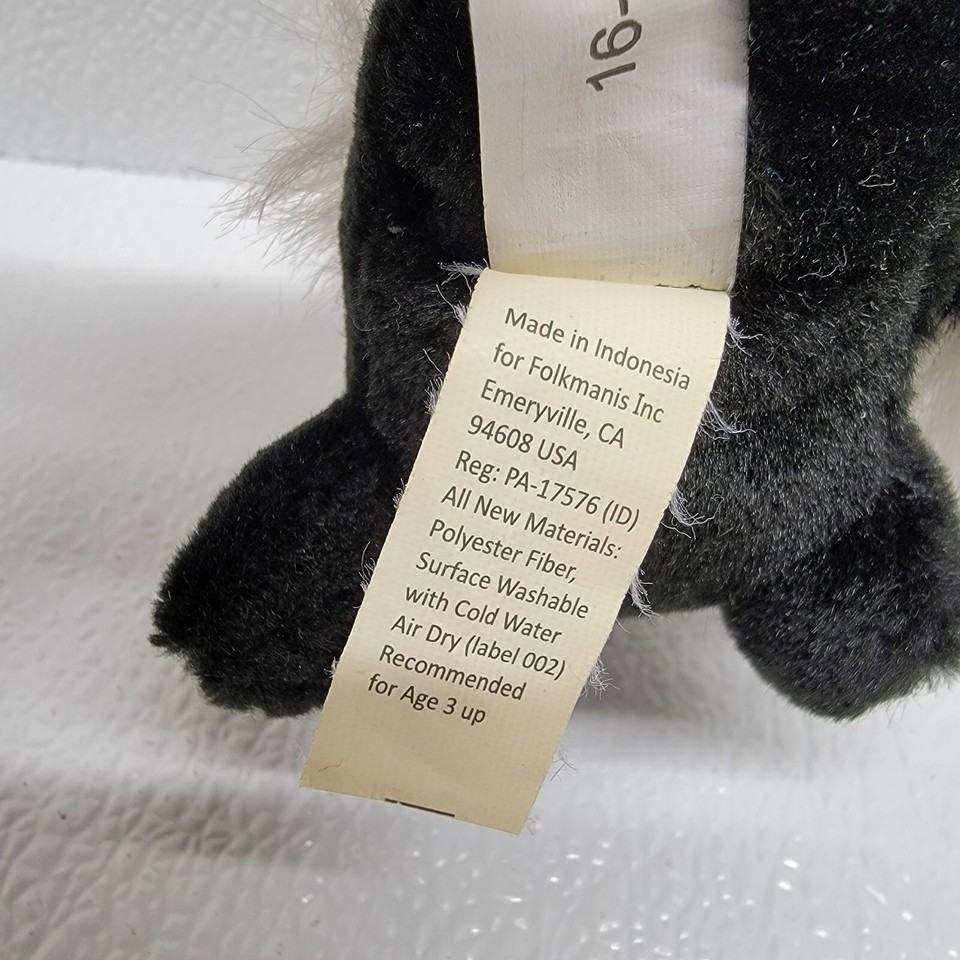 16-
Made in Indonesia
for Folkmanis Inc
Emeryville, CA
94608 USA
Reg: PA-17576 (ID)
All New Materials:
Polyester Fiber,
Surface Washable
with Cold Water
Air Dry (label 002)
Recommended
for Age 3 up